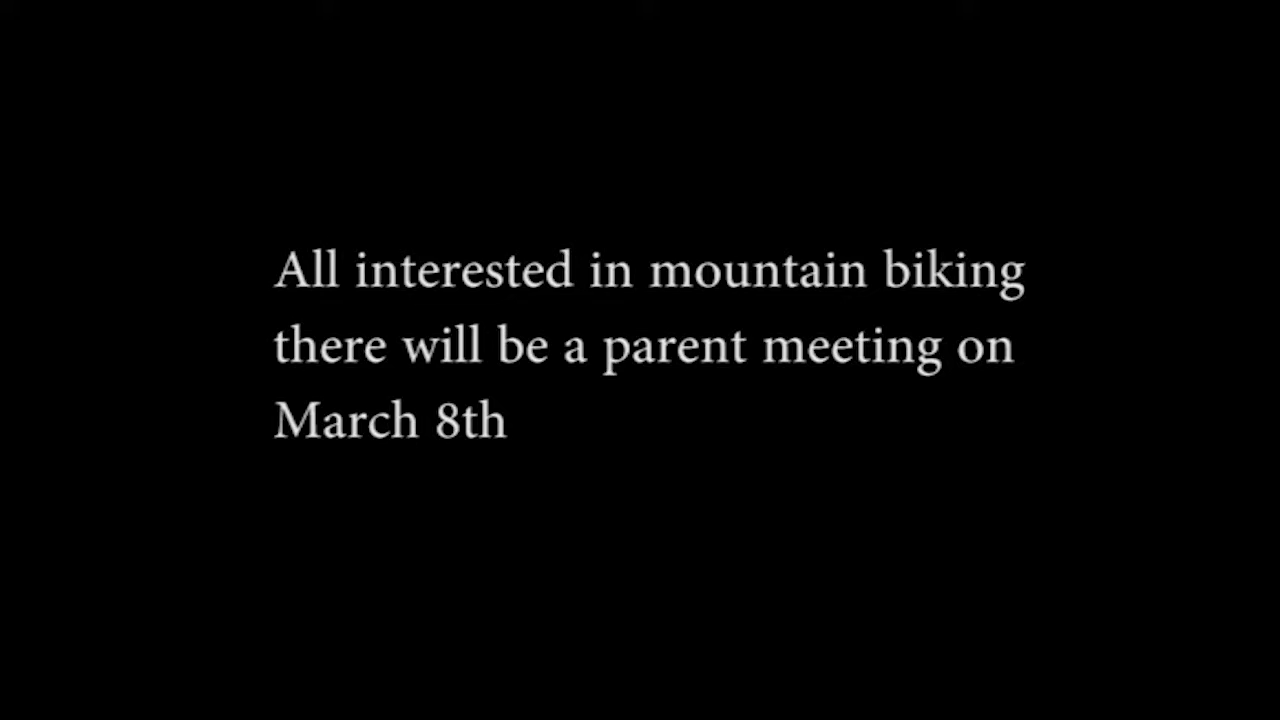 All interested in mountain biking
there will be a parent meeting on
March 8th